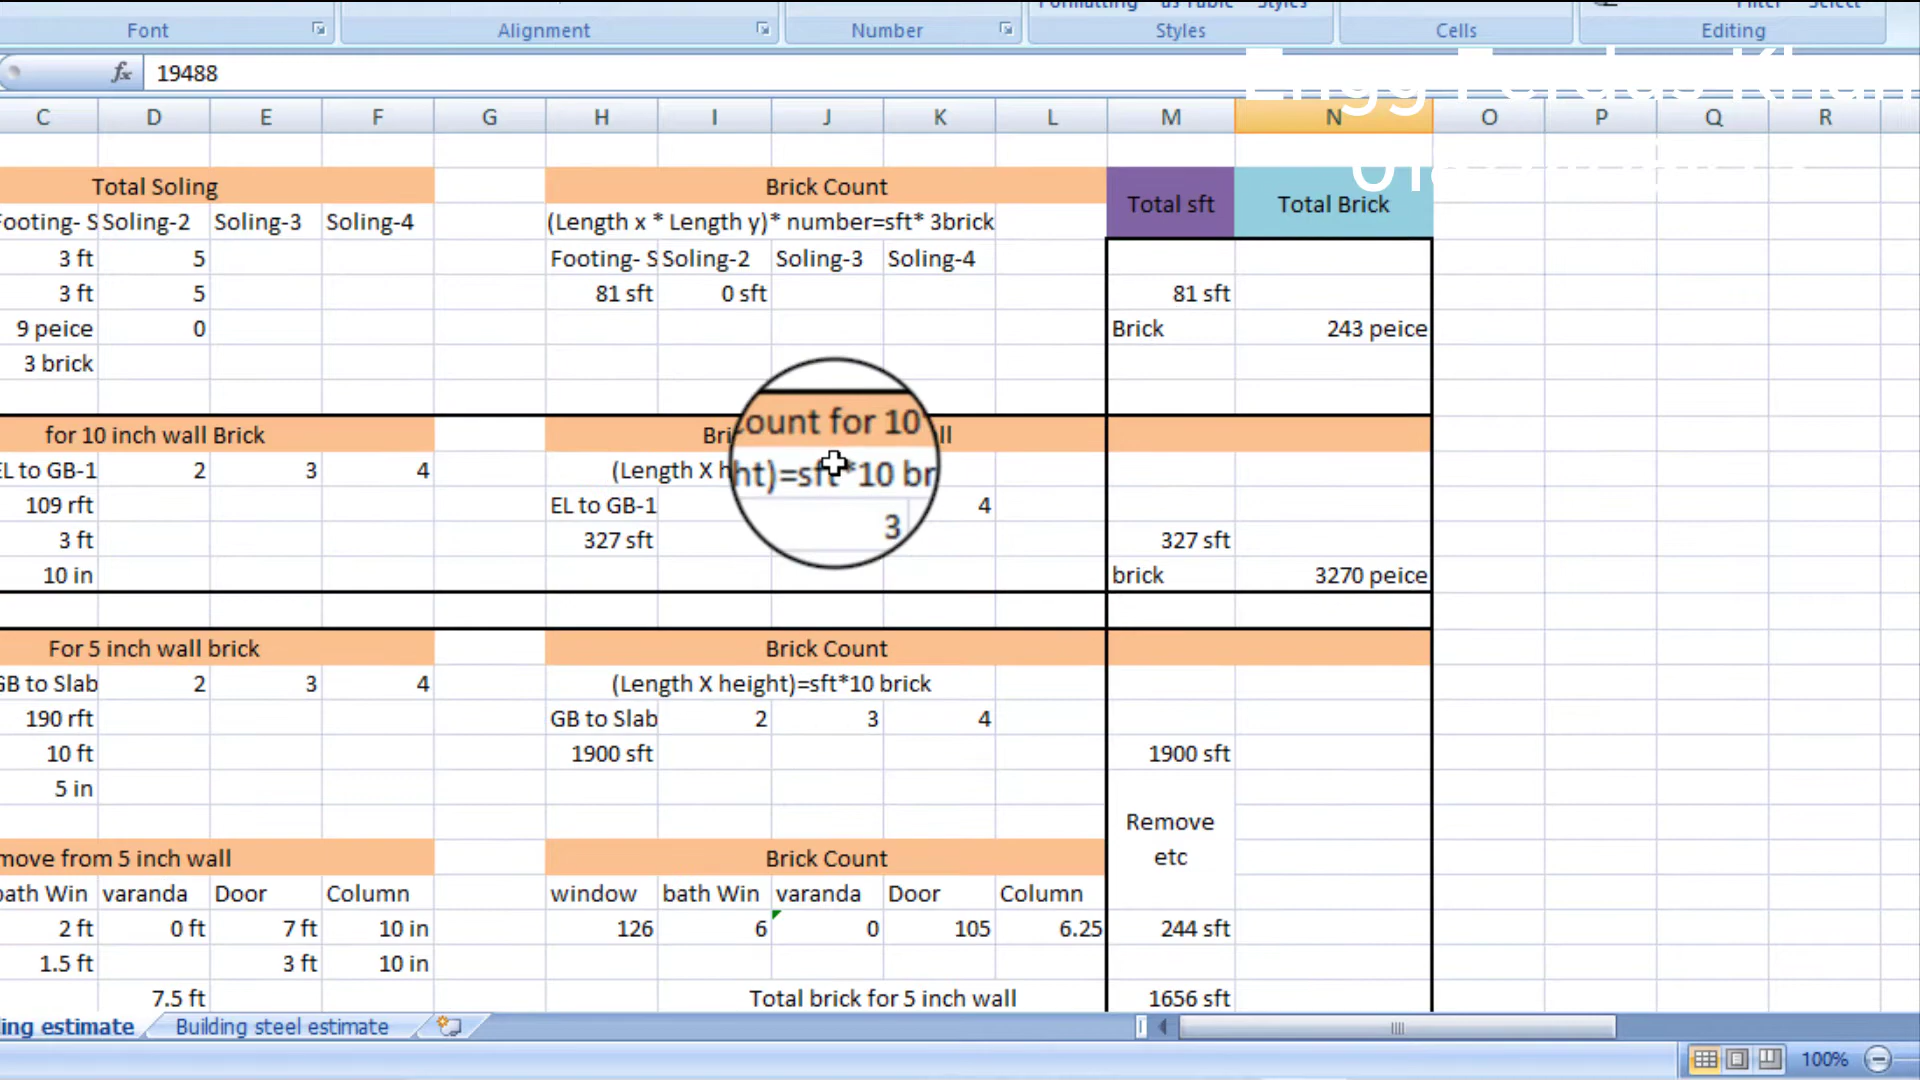 Formatting as Table Styles Filter Select
Font Alignment Number Styles Cells Editing
fx 19488
C D E F G H I J K L M N O P Q R
Total Soling Brick Count Total sft Total Brick
Footing- S Soling-2 Soling-3 Soling-4 (Length x * Length y)* number=sft* 3brick
3 ft 5 Footing- S Soling-2 Soling-3 Soling-4
3 ft 5 81 sft 0 sft 81 sft
9 peice 0 Brick 243 peice
3 brick
for 10 inch wall Brick Bri ount for 10 ll
EL to GB-1 2 3 4 (Length X h ht)=sft*10 br
109 rft EL to GB-1 3 4
3 ft 327 sft 327 sft
10 in brick 3270 peice
For 5 inch wall brick Brick Count
GB to Slab 2 3 4 (Length X height)=sft*10 brick
190 rft GB to Slab 2 3 4
10 ft 1900 sft 1900 sft
5 in
Remove
etc
move from 5 inch wall Brick Count
bath Win varanda Door Column window bath Win varanda Door Column
2 ft 0 ft 7 ft 10 in 126 6 0 105 6.25 244 sft
1.5 ft 3 ft 10 in
7.5 ft Total brick for 5 inch wall 1656 sft
ling estimate Building steel estimate
100%